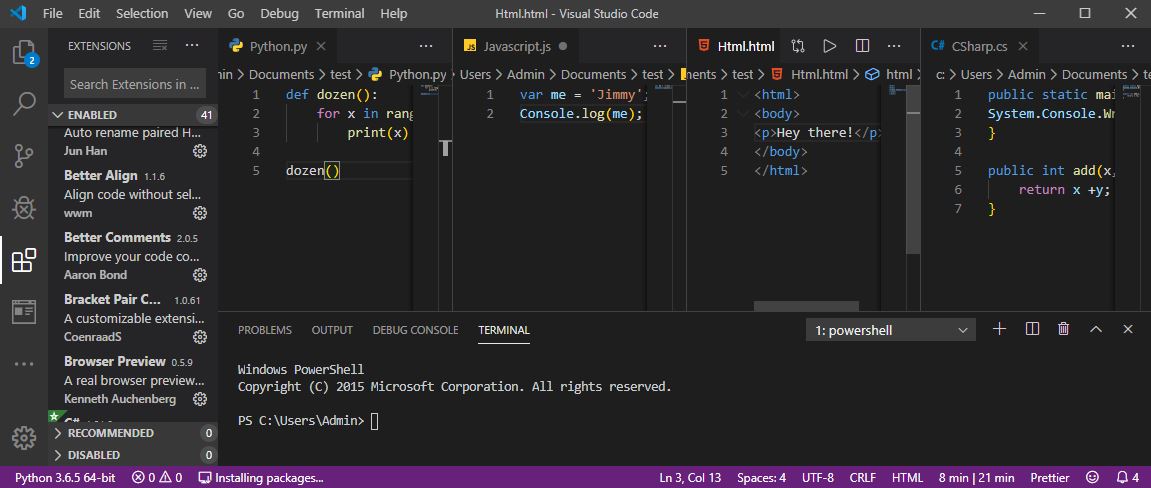 File Edit Selection View Go Debug Terminal Help Html.html - Visual Studio Code
EXTENSIONS
2
Search Extensions in ...
ENABLED 41
Auto rename paired H...
Jun Han
Better Align 1.1.6
Align code without sel...
wwm
Better Comments 2.0.5
Improve your code co...
Aaron Bond
Bracket Pair C... 1.0.61
A customizable extensi...
CoenraadS
Browser Preview 0.5.9
A real browser preview...
Kenneth Auchenberg
RECOMMENDED 0
DISABLED 0
Python.py
Documents > test > Python.py
1 def dozen():
2 for x in rang
3 print(x)
4
5 dozen()
JS Javascript.js
Users > Admin > Documents > test >
1 var me = 'Jimmy';
2 Console.log(me);
Html.html
ments > test > Html.html > html
1 <html>
2 <body>
3 <p>Hey there!</p>
4 </body>
5 </html>
C# CSharp.cs
c: > Users > Admin > Documents >
1 public static mai
2 System.Console.Wr
3 }
4
5 public int add(x,
6 return x +y;
7 }
PROBLEMS OUTPUT DEBUG CONSOLE TERMINAL 1: powershell
Windows PowerShell
Copyright (C) 2015 Microsoft Corporation. All rights reserved.
PS C:\Users\Admin>
Python 3.6.5 64-bit 0 0 Installing packages... Ln 3, Col 13 Spaces: 4 UTF-8 CRLF HTML 8 min | 21 min Prettier 4